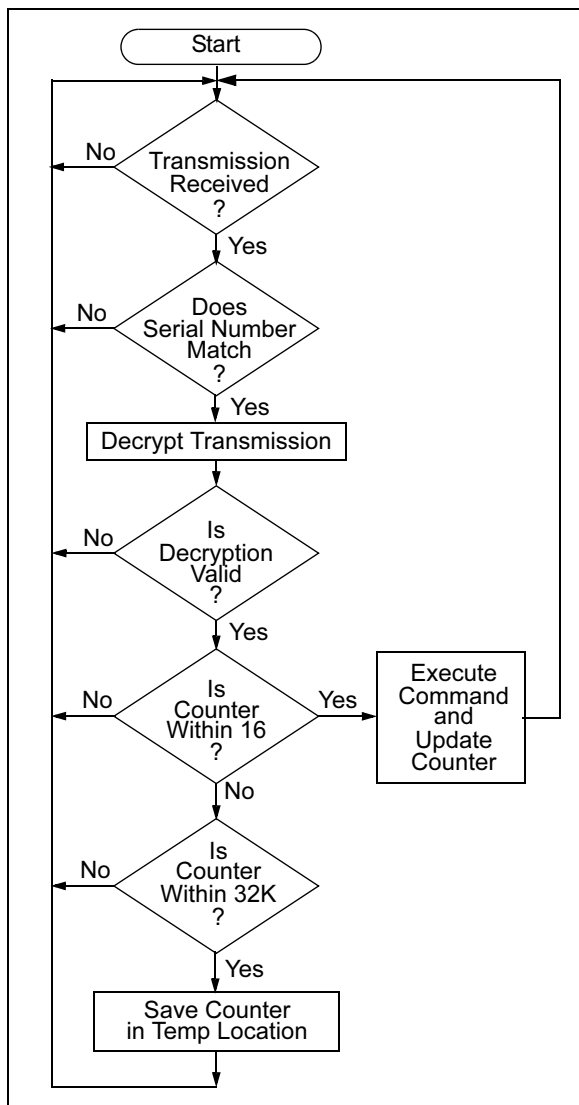 Start
No
Transmission
Received
?
Yes
No
Does
Serial Number
Match
?
Yes
Decrypt Transmission
No
Is
Decryption
Valid
?
Yes
No
Is
Counter
Within 16
?
Yes
Execute
Command
and
Update
Counter
No
No
Is
Counter
Within 32K
?
Yes
Save Counter
in Temp Location